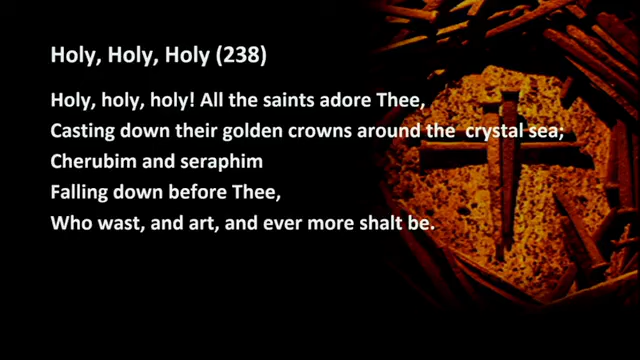 Holy, Holy, Holy (238)
Holy, holy, holy! All the saints adore Thee,
Casting down their golden crowns around the crystal sea;
Cherubim and seraphim
Falling down before Thee,
Who wast, and art, and ever more shalt be.